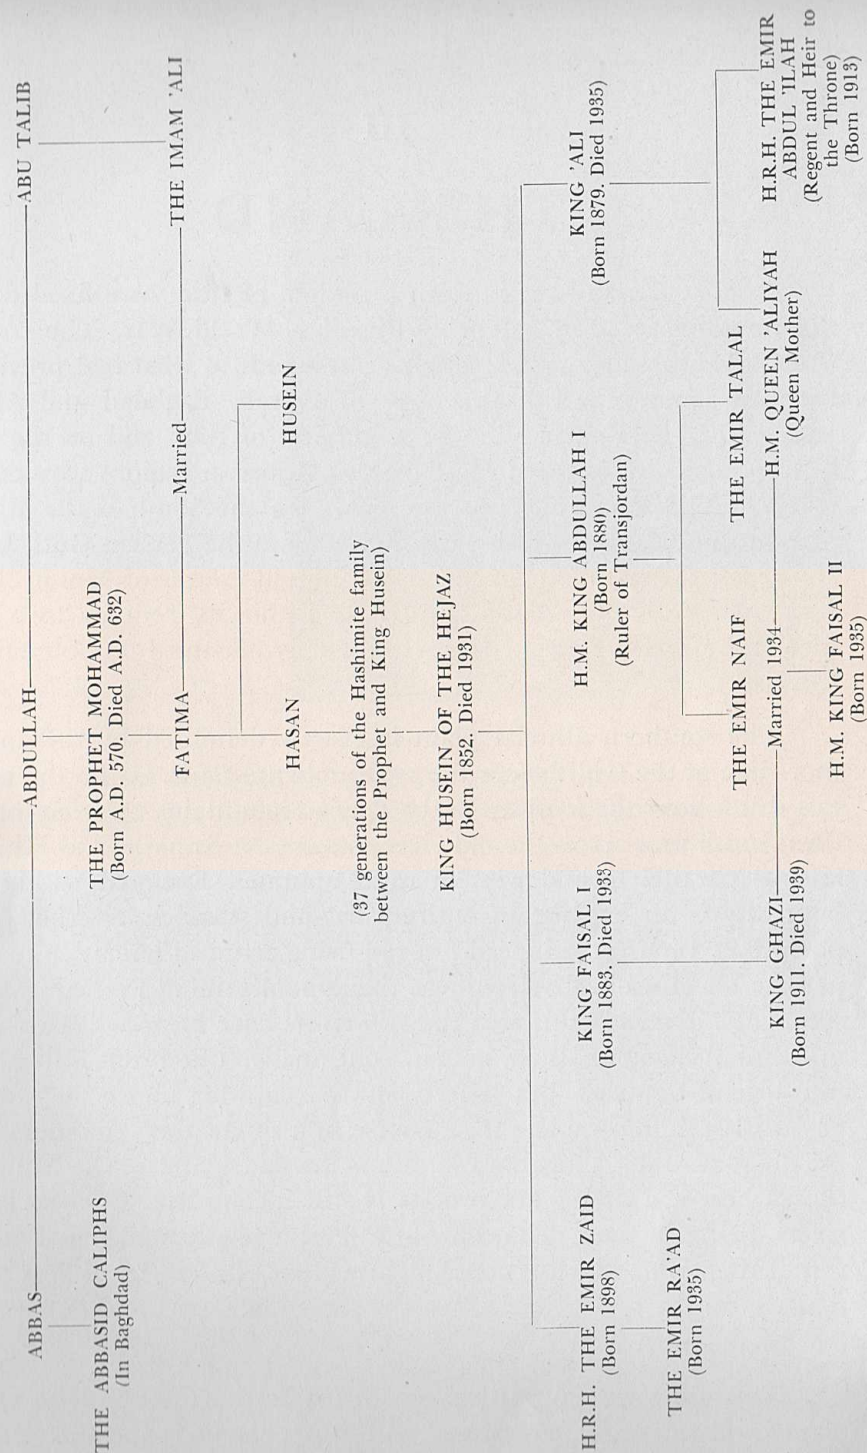 ABBAS ABDULLAH ABU TALIB
THE ABBASID CALIPHS
(In Baghdad)
THE PROPHET MOHAMMAD
(Born A.D. 570. Died A.D. 632)
FATIMA Married THE IMAM 'ALI
HASAN HUSEIN
(37 generations of the Hashimite family
between the Prophet and King Husein)
KING HUSEIN OF THE HEJAZ
(Born 1852. Died 1931)
H.R.H. THE EMIR ZAID
(Born 1898)
KING FAISAL I
(Born 1883. Died 1933)
H.M. KING ABDULLAH I
(Born 1880)
(Ruler of Transjordan)
KING 'ALI
(Born 1879. Died 1935)
THE EMIR RA'AD
(Born 1935)
THE EMIR NAIF THE EMIR TALAL
KING GHAZI
(Born 1911. Died 1939)
Married 1934
H.M. QUEEN 'ALIYAH
(Queen Mother)
H.R.H. THE EMIR
ABDUL 'ILAH
(Regent and Heir to
the Throne)
(Born 1913)
H.M. KING FAISAL II
(Born 1935)